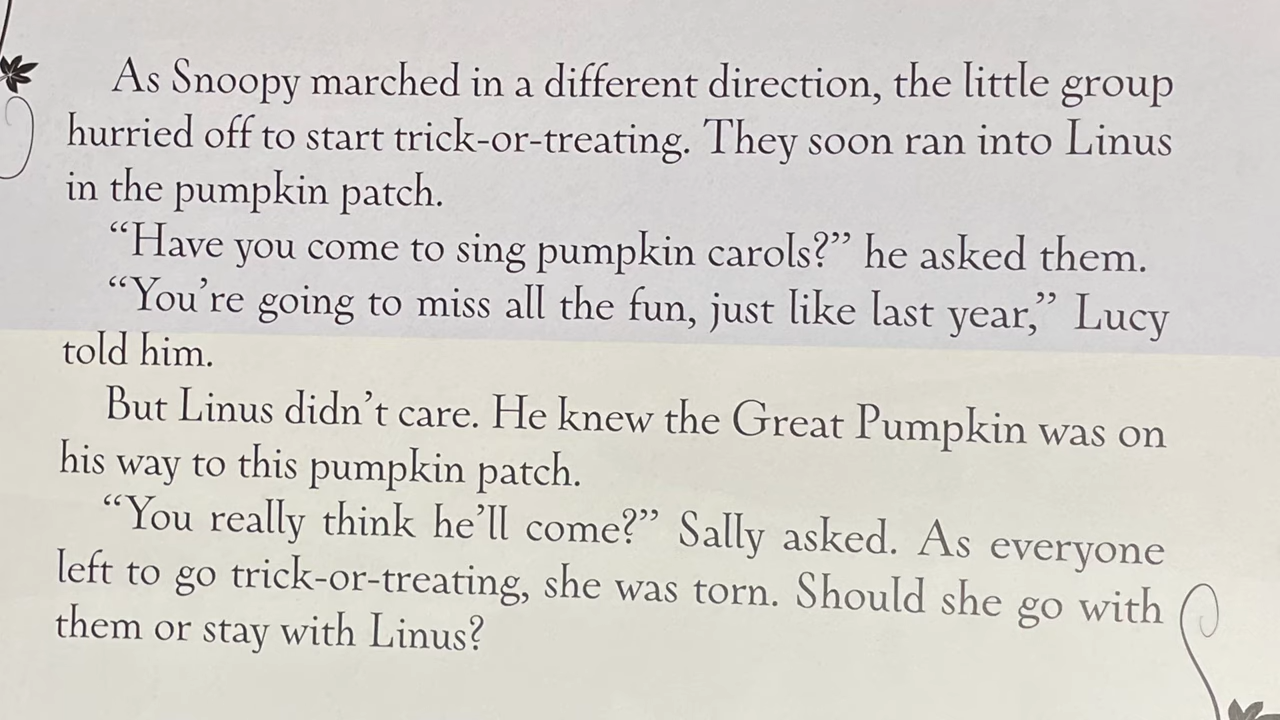 As Snoopy marched in a different direction, the little group
hurried off to start trick-or-treating. They soon ran into Linus
in the pumpkin patch.
“Have you come to sing pumpkin carols?” he asked them.
“You’re going to miss all the fun, just like last year,” Lucy
told him.
But Linus didn’t care. He knew the Great Pumpkin was on
his way to this pumpkin patch.
“You really think he’ll come?” Sally asked. As everyone
left to go trick-or-treating, she was torn. Should she go with
them or stay with Linus?